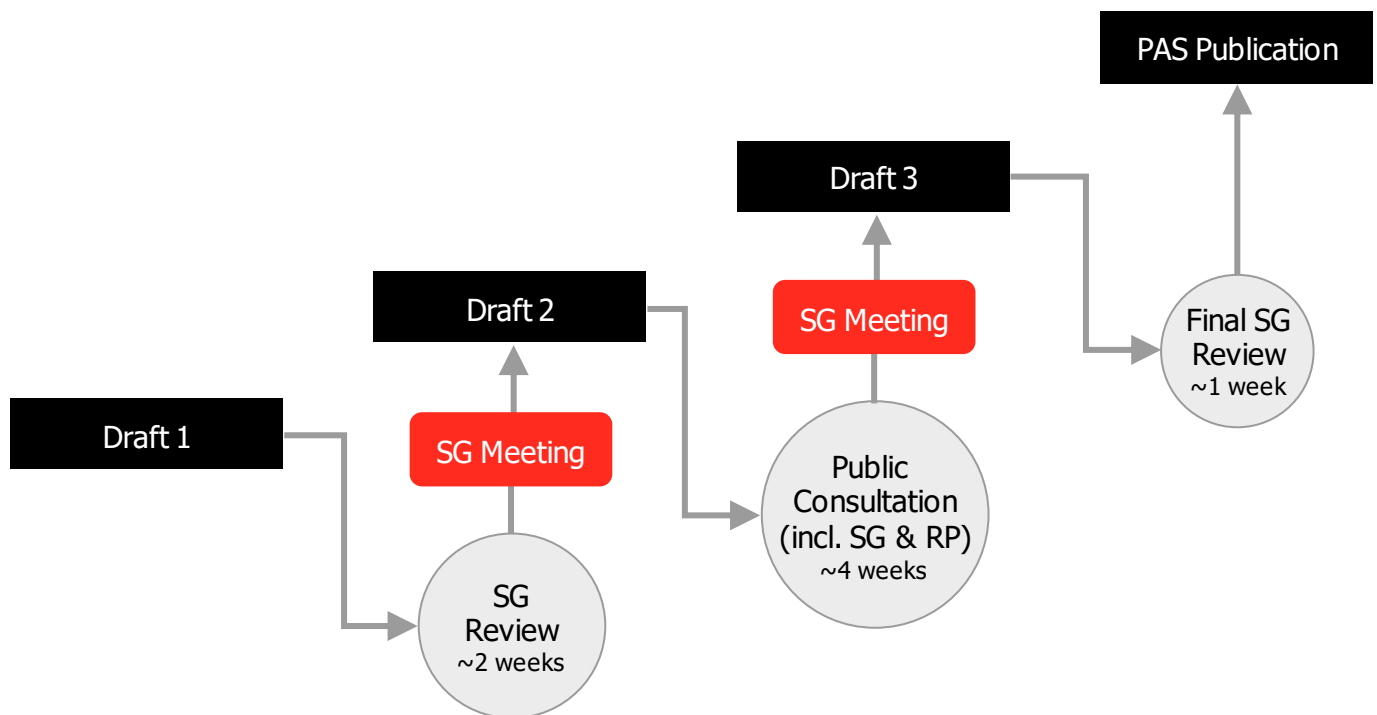 Draft 1
SG
Review
~2 weeks
SG Meeting
Draft 2
Public
Consultation
(incl. SG & RP)
~4 weeks
SG Meeting
Draft 3
Final SG
Review
~1 week
PAS Publication